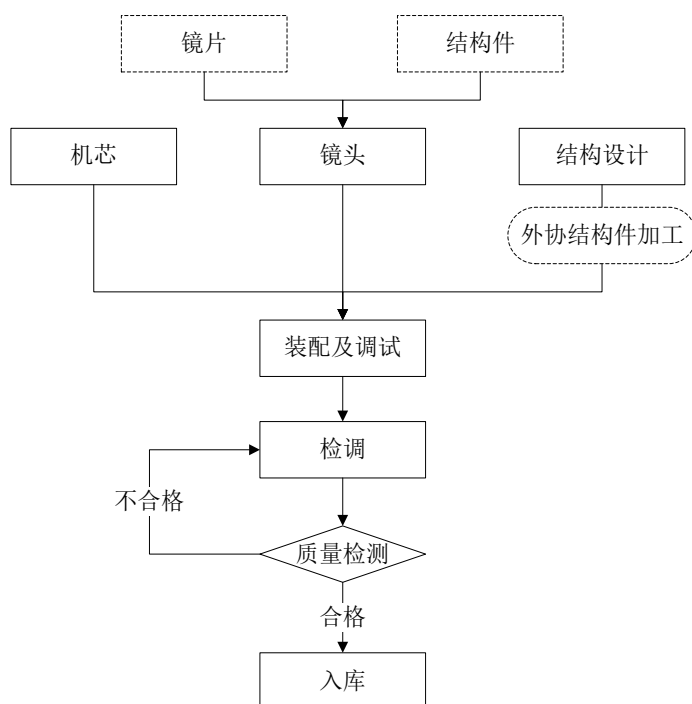 镜片
结构件
机芯
镜头
结构设计
外协结构件加工
装配及调试
检调
不合格
质量检测
合格
入库